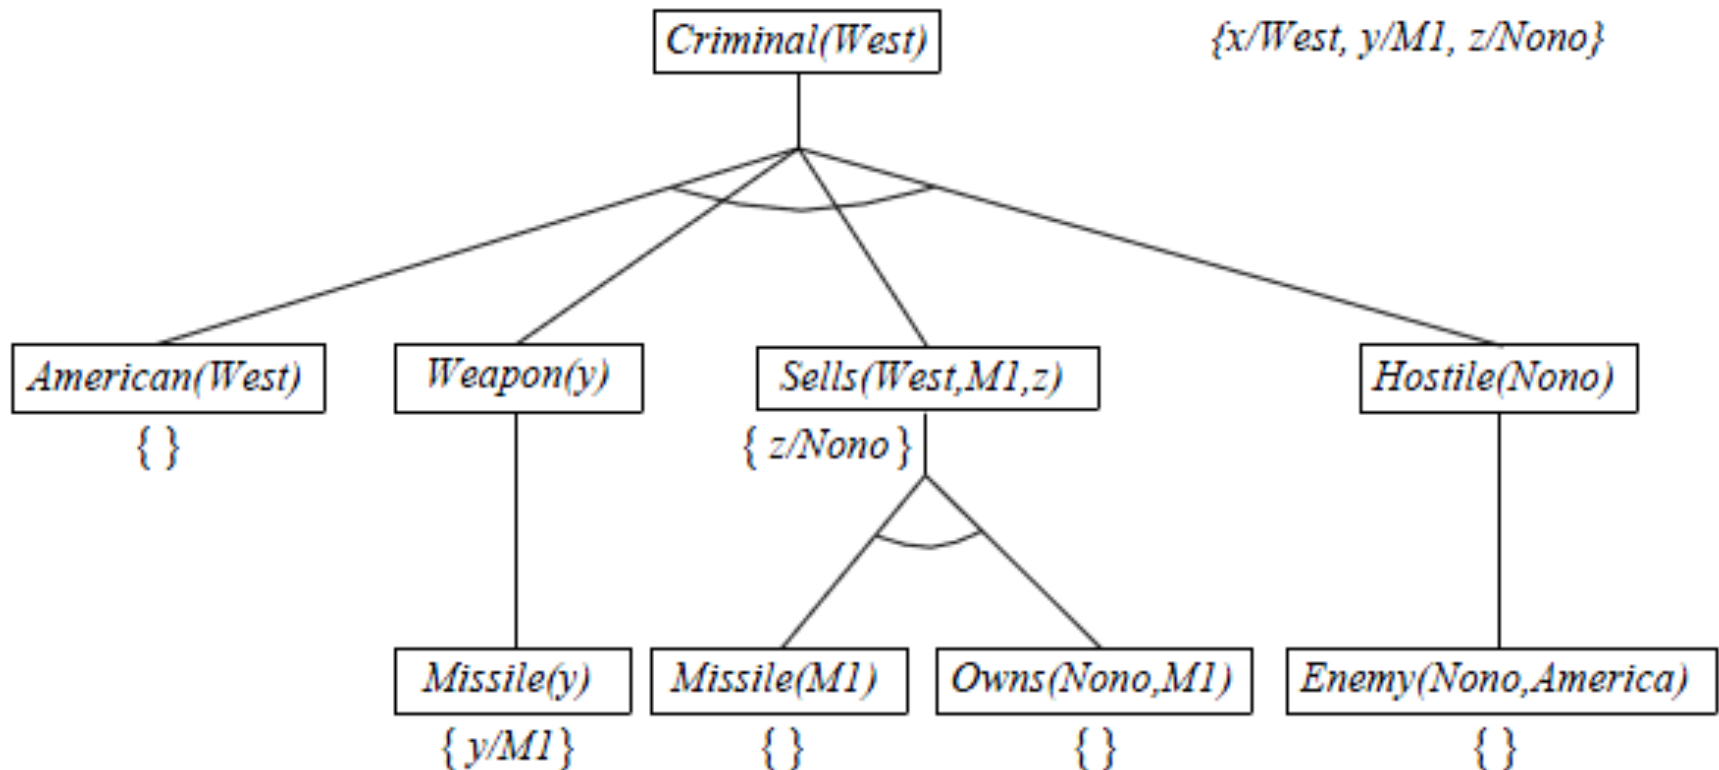 Criminal(West)
{x/West, y/M1, z/Nono}
American(West)
Weapon(y)
Sells(West,M1,z)
Hostile(Nono)
{ }
{ z/Nono }
Missile(y)
Missile(M1)
Owns(Nono,M1)
Enemy(Nono,America)
{ y/M1 }
{ }
{ }
{ }